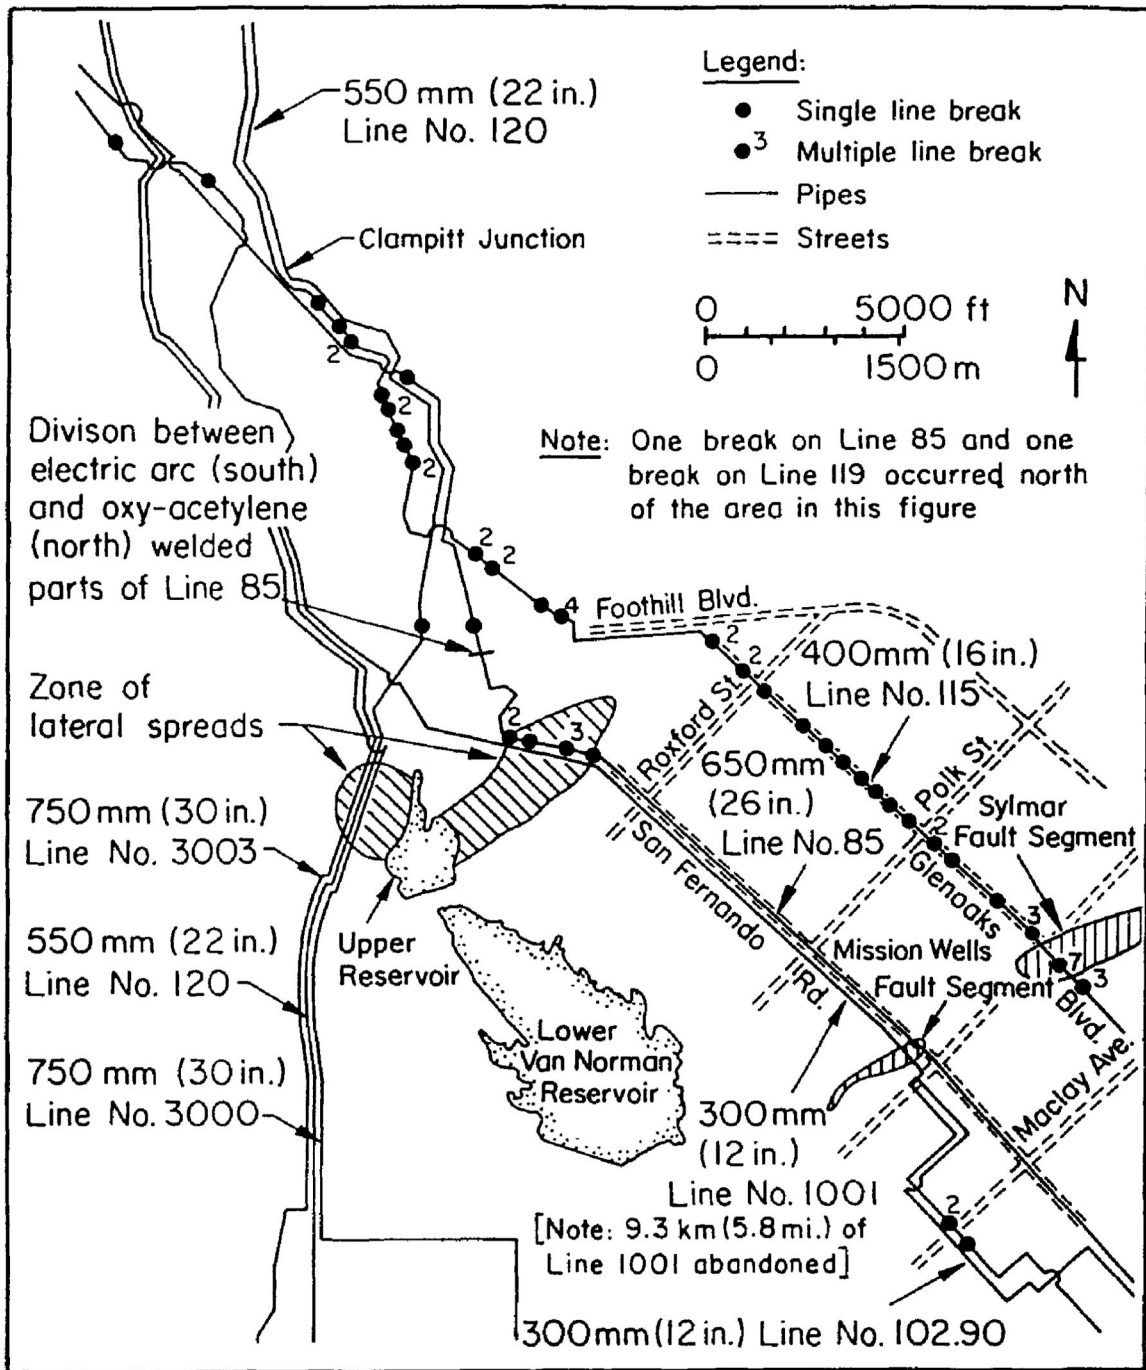 Legend:
Single line break
3 Multiple line break
Pipes
Streets
550 mm (22 in.)
Line No. 120
Clampitt Junction
0 5000 ft
0 1500 m
N
Note: One break on Line 85 and one
break on Line 119 occurred north
of the area in this figure
2
2
2
Divison between
electric arc (south)
and oxy-acetylene
(north) welded
parts of Line 85
2
2
4
Foothill Blvd.
2
2
400mm (16 in.)
Line No. 115
Roxford St.
Polk St.
Zone of
lateral spreads
2
3
650mm
(26 in.)
Line No. 85
Sylmar
Fault Segment
2
Glenoaks
Blvd.
3
7
3
750 mm (30 in.)
Line No. 3003
San Fernando
Rd.
Upper
Reservoir
Mission Wells
Fault Segment
550 mm (22 in.)
Line No. 120
Lower
Van Norman
Reservoir
Maclay Ave.
750 mm (30 in.)
Line No. 3000
300mm
(12 in.)
Line No. 1001
[Note: 9.3 km (5.8 mi.) of
Line 1001 abandoned]
2
300mm (12 in.) Line No. 102.90